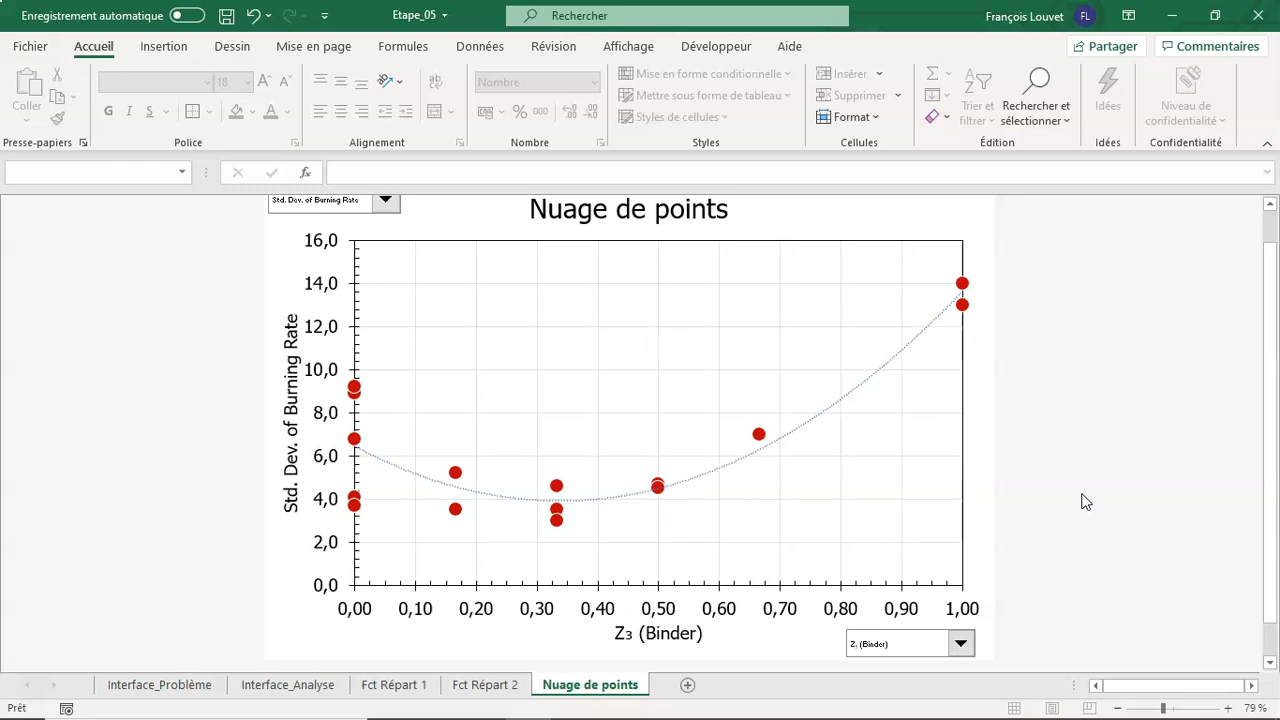 Enregistrement automatique
Etape_05
Rechercher
François Louvet
FL
Fichier
Accueil
Insertion
Dessin
Mise en page
Formules
Données
Révision
Affichage
Développeur
Aide
Partager
Commentaires
Coller
18
Nombre
Mise en forme conditionnelle
Mettre sous forme de tableau
Styles de cellules
Insérer
Supprimer
Format
Trier et
filtrer
Rechercher et
sélectionner
Idées
Niveau de
confidentialité
G I S
% 000
Presse-papiers
Police
Alignement
Nombre
Styles
Cellules
Édition
Idées
Confidentialité
fx
Std. Dev. of Burning Rate
Nuage de points
16,0
14,0
12,0
10,0
8,0
6,0
4,0
2,0
0,0
Std. Dev. of Burning Rate
0,00 0,10 0,20 0,30 0,40 0,50 0,60 0,70 0,80 0,90 1,00
Z₃ (Binder)
Z₃ (Binder)
Interface_Problème
Interface_Analyse
Fct Répart 1
Fct Répart 2
Nuage de points
Prêt
79 %